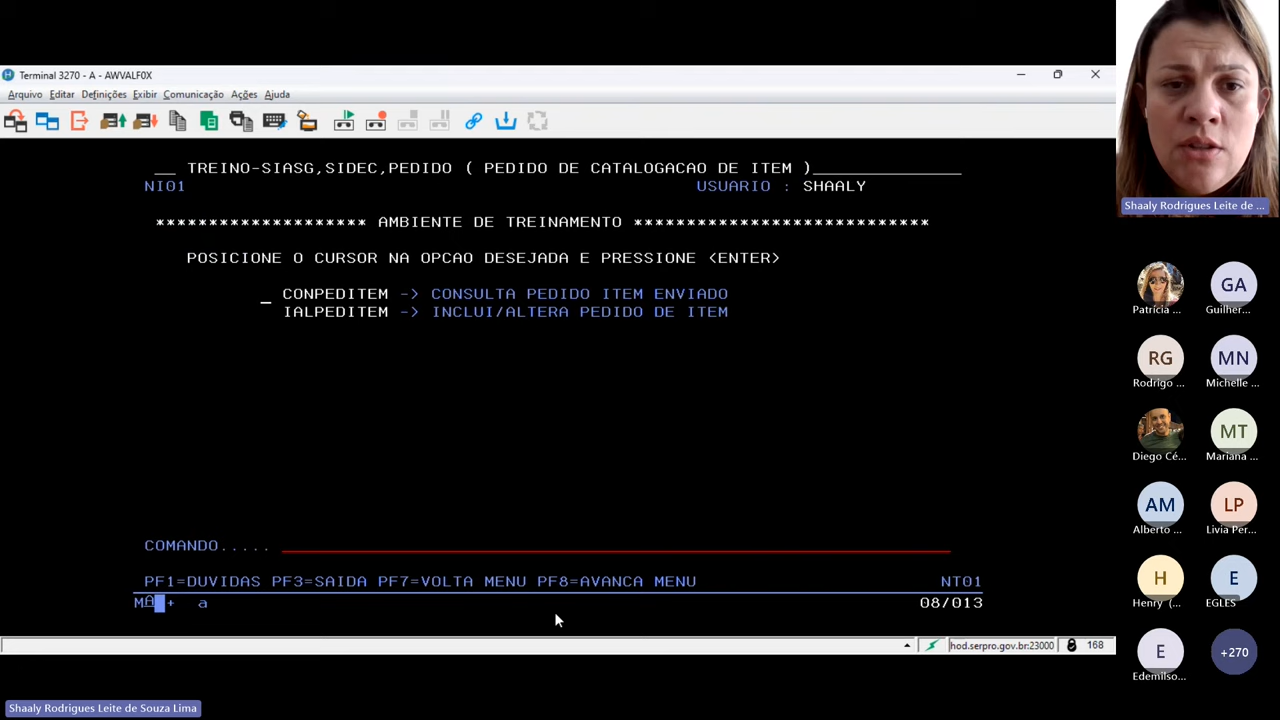 Terminal 3270 - A - AWVALF0X
Arquivo Editar Definições Exibir Comunicação Ações Ajuda
__ TREINO-SIASG,SIDEC,PEDIDO ( PEDIDO DE CATALOGACAO DE ITEM )______________
NI01 USUARIO : SHAALY
******************** AMBIENTE DE TREINAMENTO ****************************
POSICIONE O CURSOR NA OPCAO DESEJADA E PRESSIONE <ENTER>
_ CONPEDITEM -> CONSULTA PEDIDO ITEM ENVIADO
IALPEDITEM -> INCLUI/ALTERA PEDIDO DE ITEM
COMANDO.....
PF1=DUVIDAS PF3=SAIDA PF7=VOLTA MENU PF8=AVANCA MENU NT01
MA + a 08/013
hod.serpro.gov.br:23000 168
Shaaly Rodrigues Leite de Souza Lima
Shaaly Rodrigues Leite de ...
Patrícia ... GA Guilher...
RG Rodrigo ... MN Michelle ...
Diego Cé... MT Mariana ...
AM Alberto ... LP Livia Per...
H Henry (... E EGLES
E Edemilso... +270